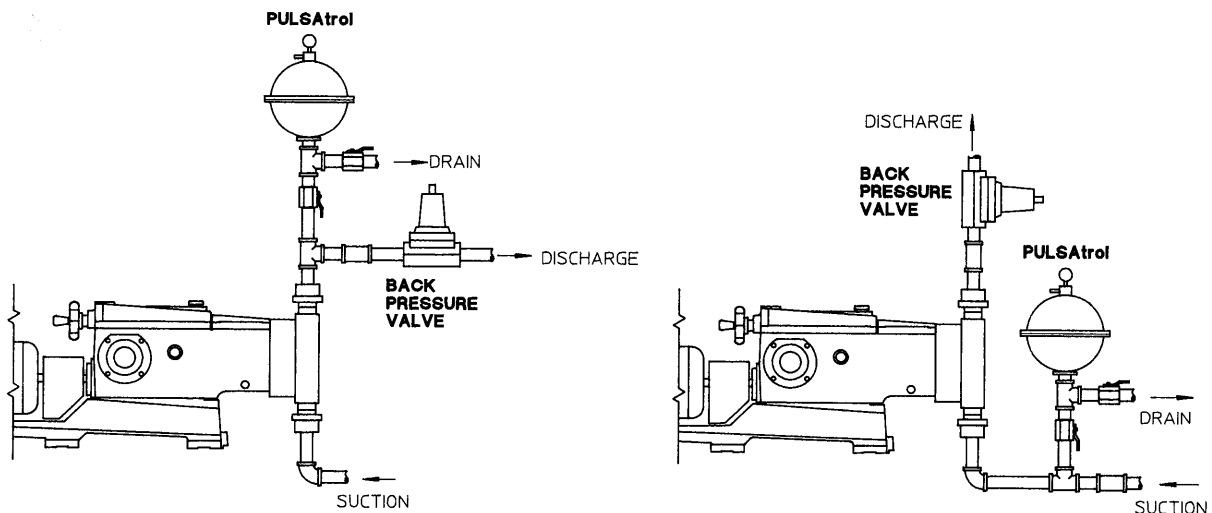 PULSAtrol
DRAIN
DISCHARGE
BACK
PRESSURE
VALVE
SUCTION
DISCHARGE
BACK
PRESSURE
VALVE
PULSAtrol
DRAIN
SUCTION